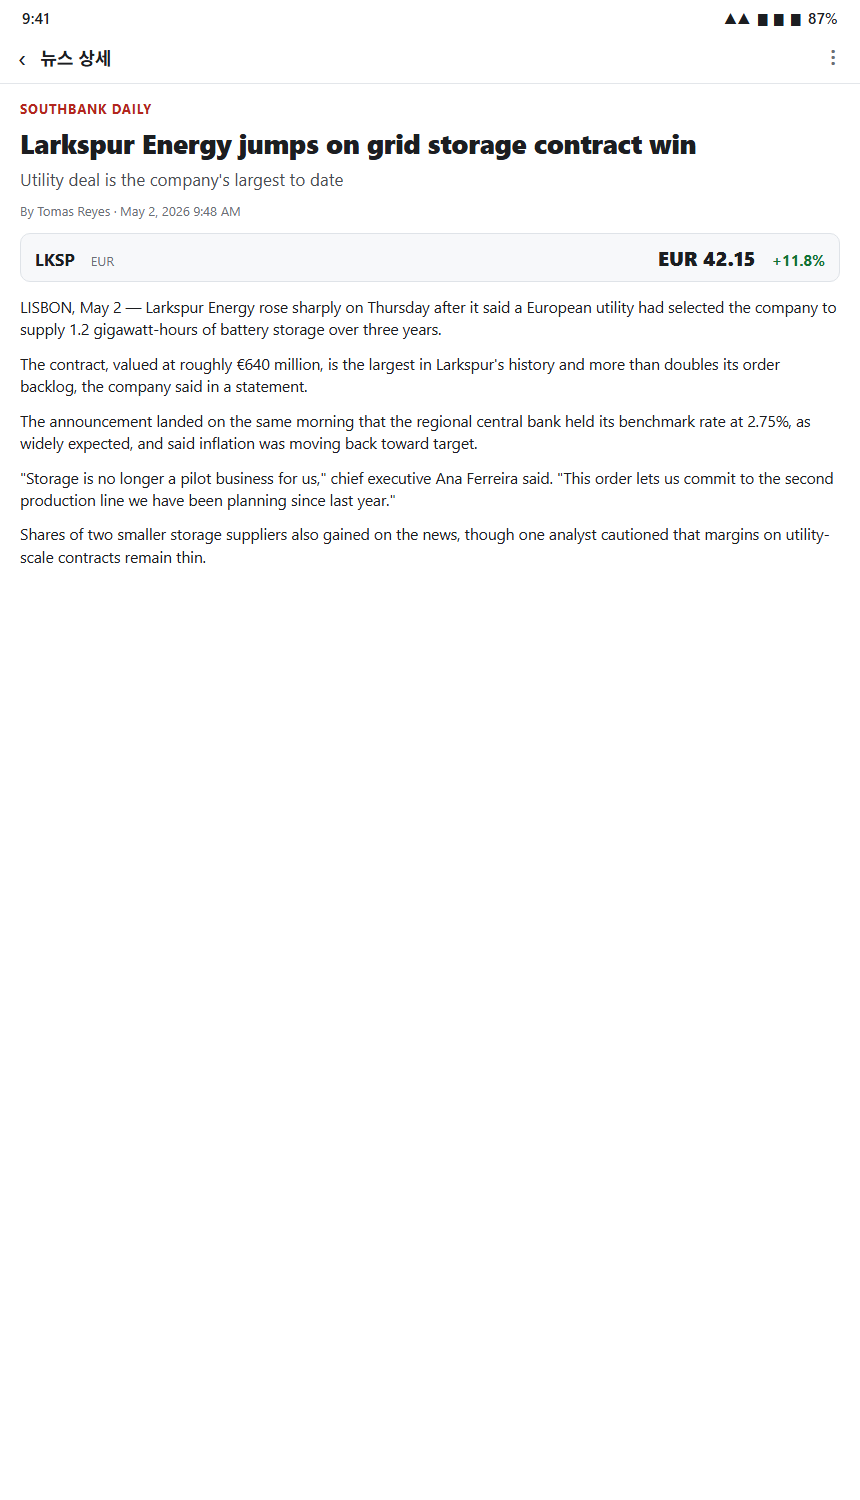 9:41
87%
‹ 뉴스 상세
SOUTHBANK DAILY
Larkspur Energy jumps on grid storage contract win
Utility deal is the company's largest to date
By Tomas Reyes · May 2, 2026 9:48 AM
LKSP EUR EUR 42.15 +11.8%
LISBON, May 2 — Larkspur Energy rose sharply on Thursday after it said a European utility had selected the company to
supply 1.2 gigawatt-hours of battery storage over three years.
The contract, valued at roughly €640 million, is the largest in Larkspur's history and more than doubles its order
backlog, the company said in a statement.
The announcement landed on the same morning that the regional central bank held its benchmark rate at 2.75%, as
widely expected, and said inflation was moving back toward target.
"Storage is no longer a pilot business for us," chief executive Ana Ferreira said. "This order lets us commit to the second
production line we have been planning since last year."
Shares of two smaller storage suppliers also gained on the news, though one analyst cautioned that margins on utility-
scale contracts remain thin.